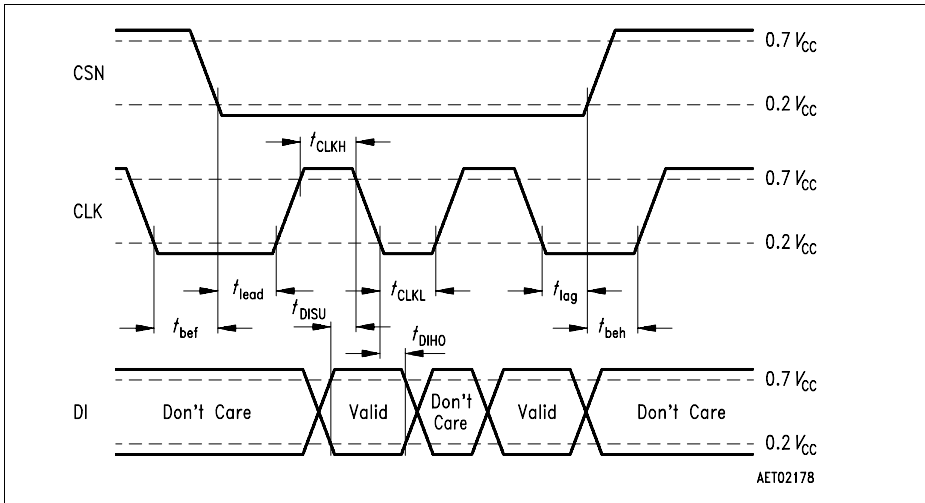 0.7 VCC
CSN
0.2 VCC
tCLKH
0.7 VCC
CLK
0.2 VCC
tlead
tCLKL
tlag
tbef
tDISU
tDIHO
tbeh
0.7 VCC
DI
Don't Care
Valid
Don't
Care
Valid
Don't Care
0.2 VCC
AET02178